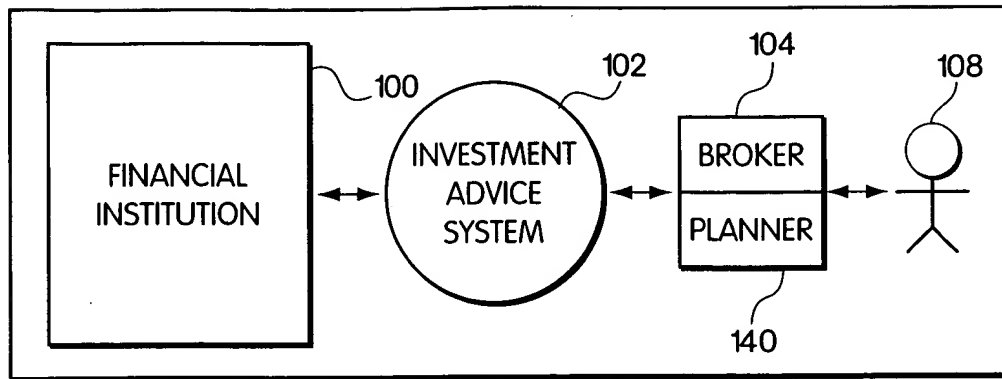 100
102
104
108
FINANCIAL
INSTITUTION
INVESTMENT
ADVICE
SYSTEM
BROKER
PLANNER
140